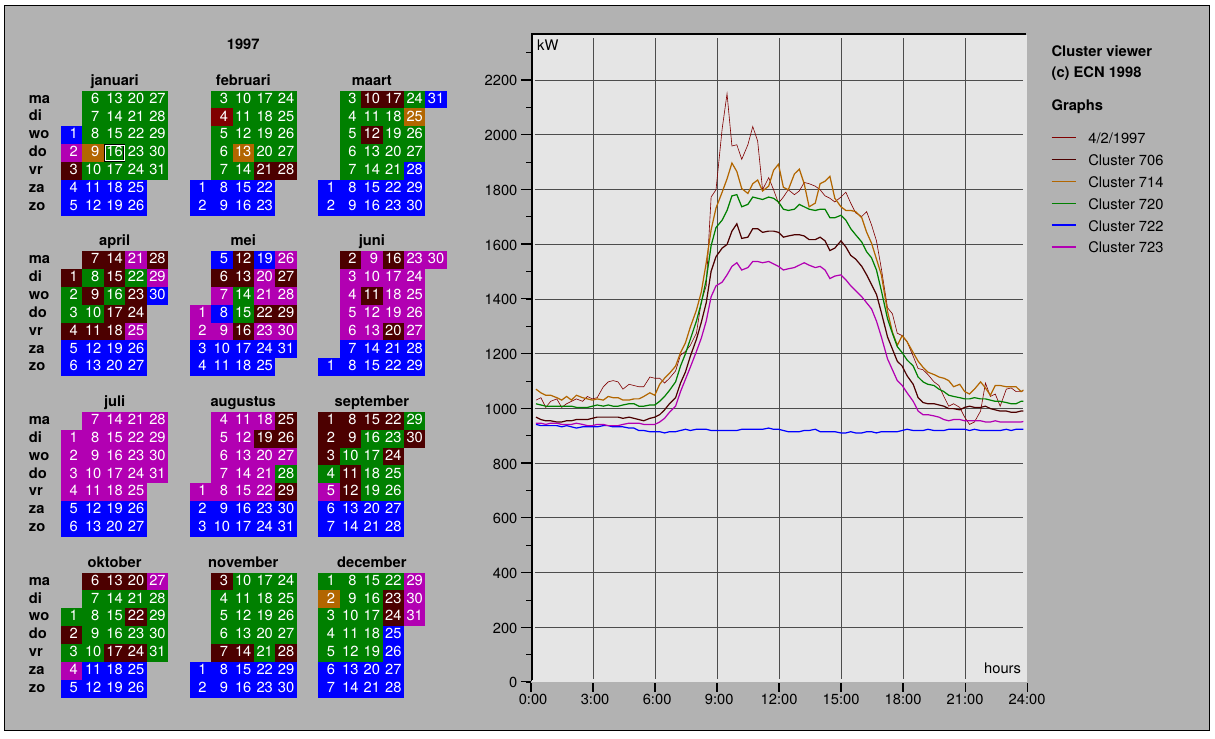 1997
januari februari maart
ma 6 13 20 27 3 10 17 24 3 10 17 24 31
di 7 14 21 28 4 11 18 25 4 11 18 25
wo 1 8 15 22 29 5 12 19 26 5 12 19 26
do 2 9 16 23 30 6 13 20 27 6 13 20 27
vr 3 10 17 24 31 7 14 21 28 7 14 21 28
za 4 11 18 25 1 8 15 22 1 8 15 22 29
zo 5 12 19 26 2 9 16 23 2 9 16 23 30
april mei juni
ma 7 14 21 28 5 12 19 26 2 9 16 23 30
di 1 8 15 22 29 6 13 20 27 3 10 17 24
wo 2 9 16 23 30 7 14 21 28 4 11 18 25
do 3 10 17 24 1 8 15 22 29 5 12 19 26
vr 4 11 18 25 2 9 16 23 30 6 13 20 27
za 5 12 19 26 3 10 17 24 31 7 14 21 28
zo 6 13 20 27 4 11 18 25 1 8 15 22 29
juli augustus september
ma 7 14 21 28 4 11 18 25 1 8 15 22 29
di 1 8 15 22 29 5 12 19 26 2 9 16 23 30
wo 2 9 16 23 30 6 13 20 27 3 10 17 24
do 3 10 17 24 31 7 14 21 28 4 11 18 25
vr 4 11 18 25 1 8 15 22 29 5 12 19 26
za 5 12 19 26 2 9 16 23 30 6 13 20 27
zo 6 13 20 27 3 10 17 24 31 7 14 21 28
oktober november december
ma 6 13 20 27 3 10 17 24 1 8 15 22 29
di 7 14 21 28 4 11 18 25 2 9 16 23 30
wo 1 8 15 22 29 5 12 19 26 3 10 17 24 31
do 2 9 16 23 30 6 13 20 27 4 11 18 25
vr 3 10 17 24 31 7 14 21 28 5 12 19 26
za 4 11 18 25 1 8 15 22 29 6 13 20 27
zo 5 12 19 26 2 9 16 23 30 7 14 21 28
kW
2200
2000
1800
1600
1400
1200
1000
800
600
400
200
0
hours
0:00 3:00 6:00 9:00 12:00 15:00 18:00 21:00 24:00
Cluster viewer
(c) ECN 1998
Graphs
4/2/1997
Cluster 706
Cluster 714
Cluster 720
Cluster 722
Cluster 723